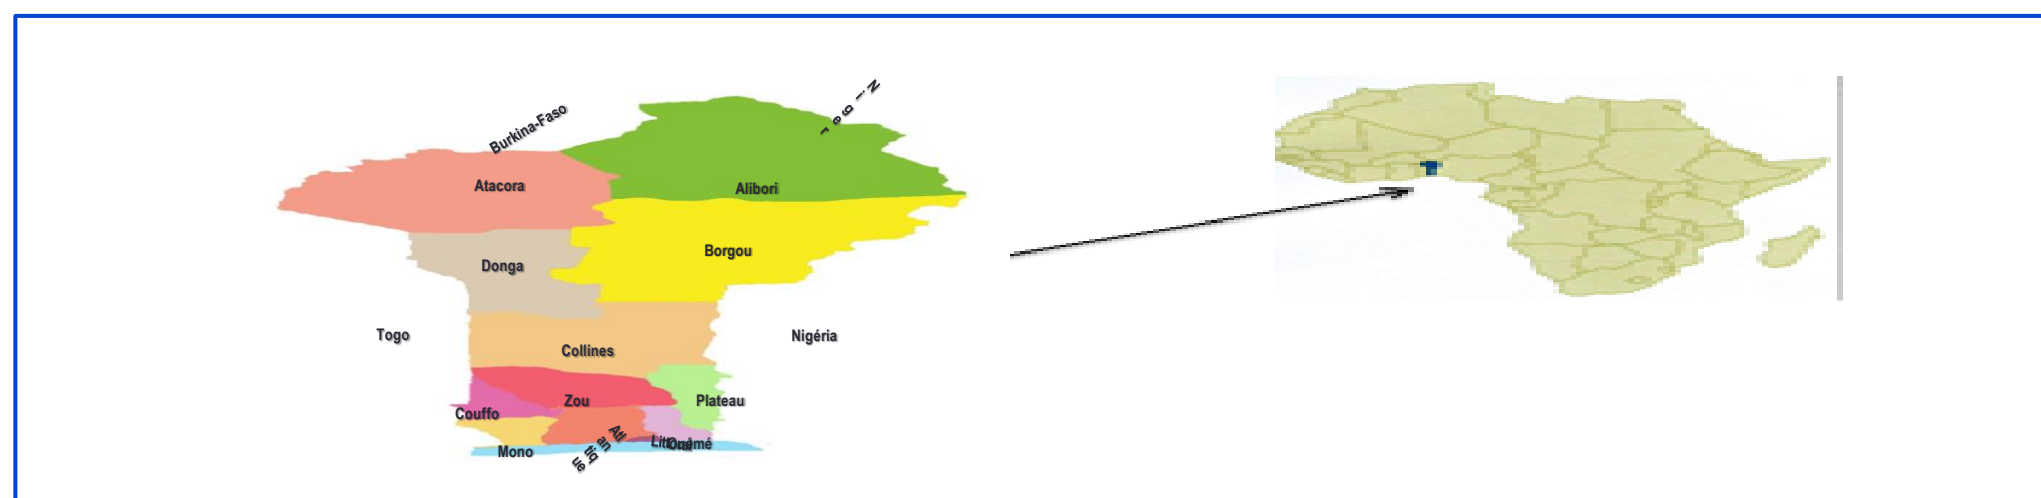 Niger
Burkina-Faso
Atacora
Alibori
Borgou
Donga
Togo
Nigéria
Collines
Zou
Plateau
Couffo
Atlantique
Littoral
Ouémé
Mono